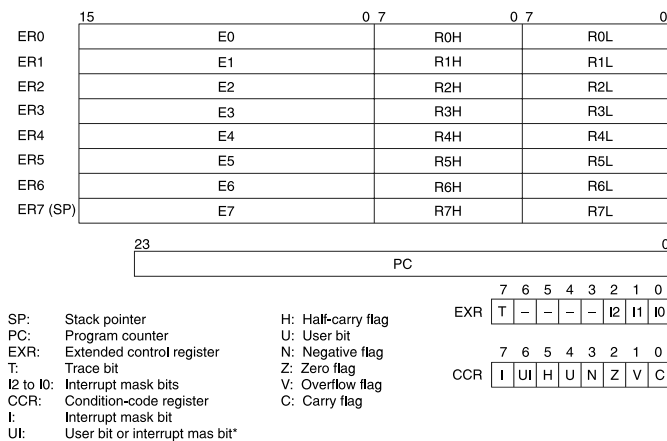 15 0 7 0 7 0
ER0 E0 R0H R0L
ER1 E1 R1H R1L
ER2 E2 R2H R2L
ER3 E3 R3H R3L
ER4 E4 R4H R4L
ER5 E5 R5H R5L
ER6 E6 R6H R6L
ER7 (SP) E7 R7H R7L
23 0
PC
7 6 5 4 3 2 1 0
EXR T – – – – I2 I1 I0
7 6 5 4 3 2 1 0
CCR I UI H U N Z V C
SP: Stack pointer
PC: Program counter
EXR: Extended control register
T: Trace bit
I2 to I0: Interrupt mask bits
CCR: Condition-code register
I: Interrupt mask bit
UI: User bit or interrupt mas bit*
H: Half-carry flag
U: User bit
N: Negative flag
Z: Zero flag
V: Overflow flag
C: Carry flag